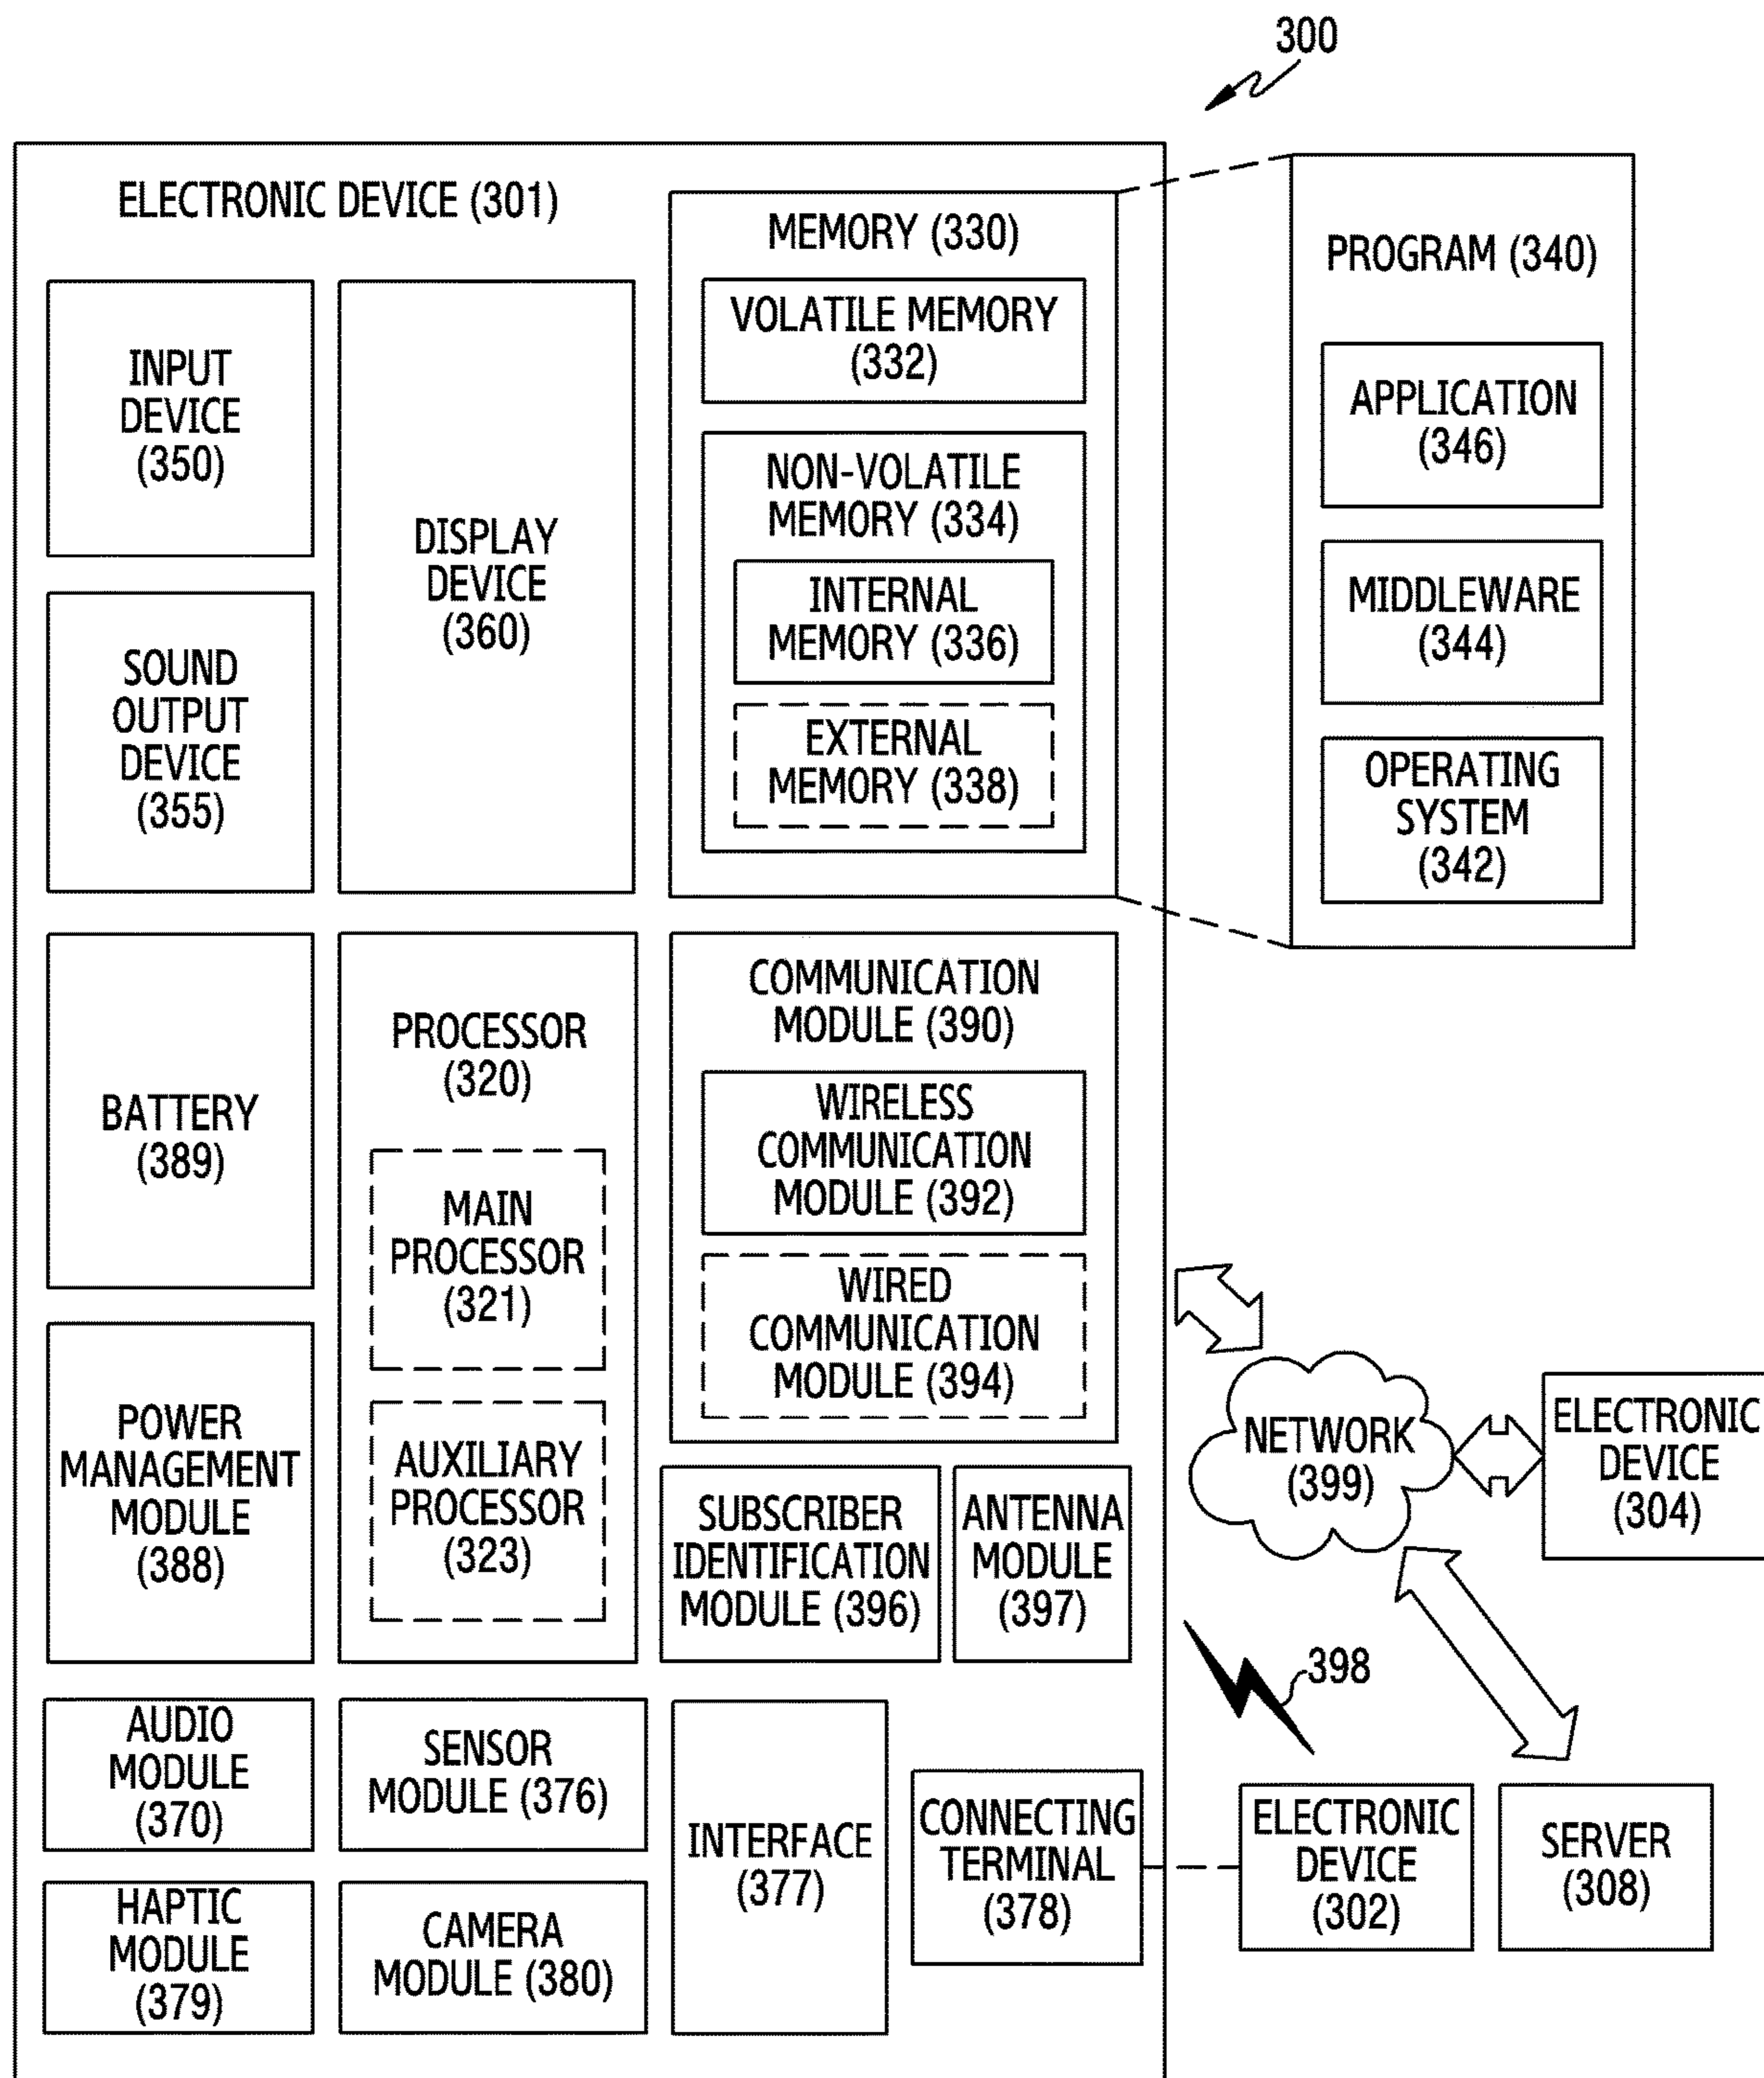 300
ELECTRONIC DEVICE (301)
INPUT
DEVICE
(350)
SOUND
OUTPUT
DEVICE
(355)
DISPLAY
DEVICE
(360)
MEMORY (330)
VOLATILE MEMORY
(332)
NON-VOLATILE
MEMORY (334)
INTERNAL
MEMORY (336)
EXTERNAL
MEMORY (338)
PROGRAM (340)
APPLICATION
(346)
MIDDLEWARE
(344)
OPERATING
SYSTEM
(342)
BATTERY
(389)
POWER
MANAGEMENT
MODULE
(388)
PROCESSOR
(320)
MAIN
PROCESSOR
(321)
AUXILIARY
PROCESSOR
(323)
COMMUNICATION
MODULE (390)
WIRELESS
COMMUNICATION
MODULE (392)
WIRED
COMMUNICATION
MODULE (394)
SUBSCRIBER
IDENTIFICATION
MODULE (396)
ANTENNA
MODULE
(397)
NETWORK
(399)
ELECTRONIC
DEVICE
(304)
398
AUDIO
MODULE
(370)
SENSOR
MODULE (376)
HAPTIC
MODULE
(379)
CAMERA
MODULE (380)
INTERFACE
(377)
CONNECTING
TERMINAL
(378)
ELECTRONIC
DEVICE
(302)
SERVER
(308)